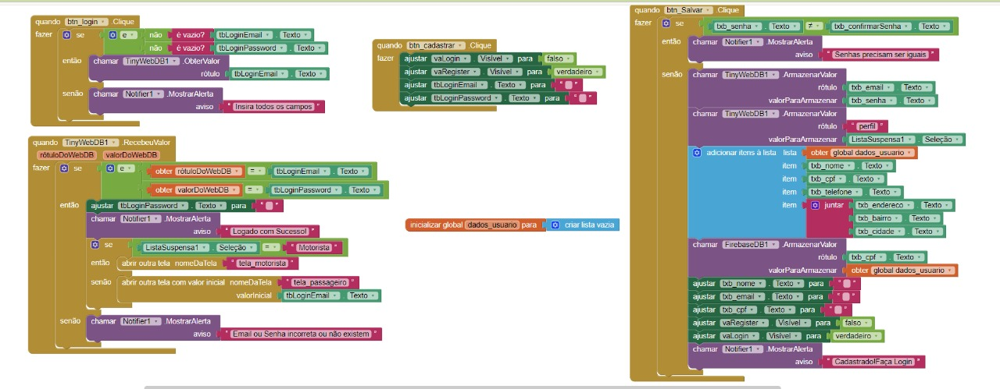 quando btn_login . Clique
fazer se e não é vazio? tbLoginEmail . Texto
não é vazio? tbLoginPassword . Texto
então chamar TinyWebDB1 .ObterValor
rótulo tbLoginEmail . Texto
senão chamar Notifier1 .MostrarAlerta
aviso " Insira todos os campos "
quando TinyWebDB1 .RecebeuValor
rótuloDoWebDB valorDoWebDB
fazer se e obter rótuloDoWebDB = tbLoginEmail . Texto
obter valorDoWebDB = tbLoginPassword . Texto
então ajustar tbLoginPassword . Texto para " "
chamar Notifier1 .MostrarAlerta
aviso " Logado com Sucesso! "
se ListaSuspensa1 . Seleção = " Motorista "
então abrir outra tela nomeDaTela " tela_motorista "
senão abrir outra tela com valor inicial nomeDaTela " tela_passageiro "
valorInicial tbLoginEmail . Texto
senão chamar Notifier1 .MostrarAlerta
aviso " Email ou Senha incorreta ou não existem "
quando btn_cadastrar . Clique
fazer ajustar vaLogin . Visível para falso
ajustar vaRegister . Visível para verdadeiro
ajustar tbLoginEmail . Texto para " "
ajustar tbLoginPassword . Texto para " "
inicializar global dados_usuario para criar lista vazia
quando btn_Salvar .Clique
fazer se txb_senha . Texto ≠ txb_confirmarSenha . Texto
então chamar Notifier1 .MostrarAlerta
aviso " Senhas precisam ser iguais "
senão chamar TinyWebDB1 .ArmazenarValor
rótulo txb_email . Texto
valorParaArmazenar txb_senha . Texto
chamar TinyWebDB1 .ArmazenarValor
rótulo " perfil "
valorParaArmazenar ListaSuspensa1 . Seleção
adicionar itens à lista lista obter global dados_usuario
item txb_nome . Texto
item txb_cpf . Texto
item txb_telefone . Texto
item juntar txb_endereco . Texto
txb_bairro . Texto
txb_cidade . Texto
chamar FirebaseDB1 .ArmazenarValor
rótulo txb_cpf . Texto
valorParaArmazenar obter global dados_usuario
ajustar txb_nome . Texto para " "
ajustar txb_email . Texto para " "
ajustar txb_cpf . Texto para " "
ajustar vaRegister . Visível para falso
ajustar vaLogin . Visível para verdadeiro
chamar Notifier1 .MostrarAlerta
aviso " Cadastrado!Faça Login "